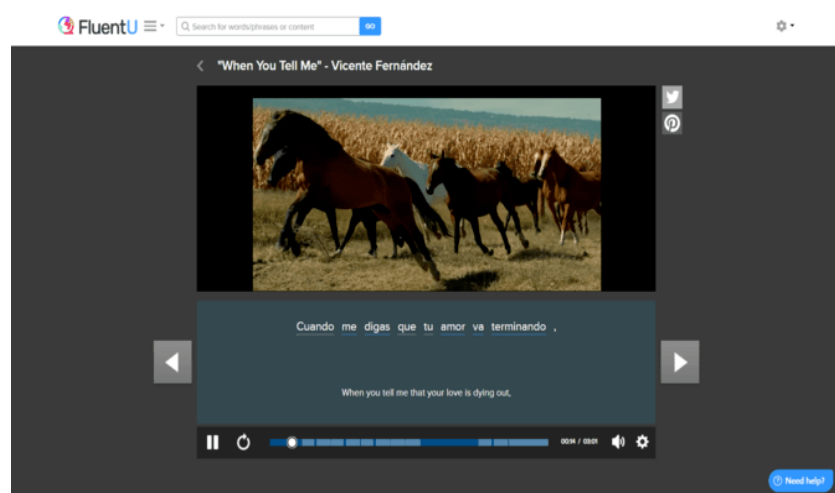 FluentU
Search for words/phrases or content
GO
"When You Tell Me" - Vicente Fernández
Cuando me digas que tu amor va terminando ,
When you tell me that your love is dying out,
00:14 / 03:01
Need help?